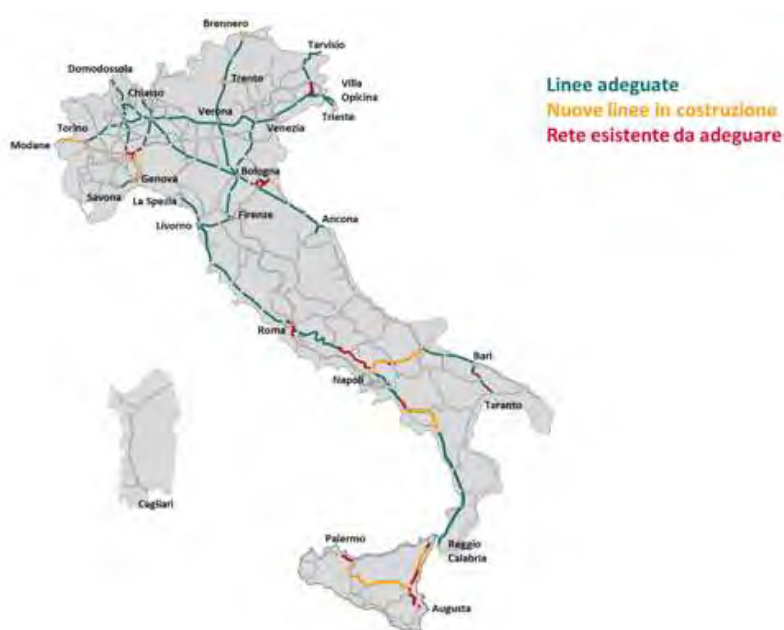 Brennero
Tarvisio
Domodossola
Chiasso
Trento
Villa
Opicina
Verona
Torino
Venezia
Trieste
Modane
Bologna
Genova
Savona
La Spezia
Firenze
Livorno
Ancona
Roma
Bari
Napoli
Taranto
Cagliari
Palermo
Reggio
Calabria
Augusta
Linee adeguate
Nuove linee in costruzione
Rete esistente da adeguare